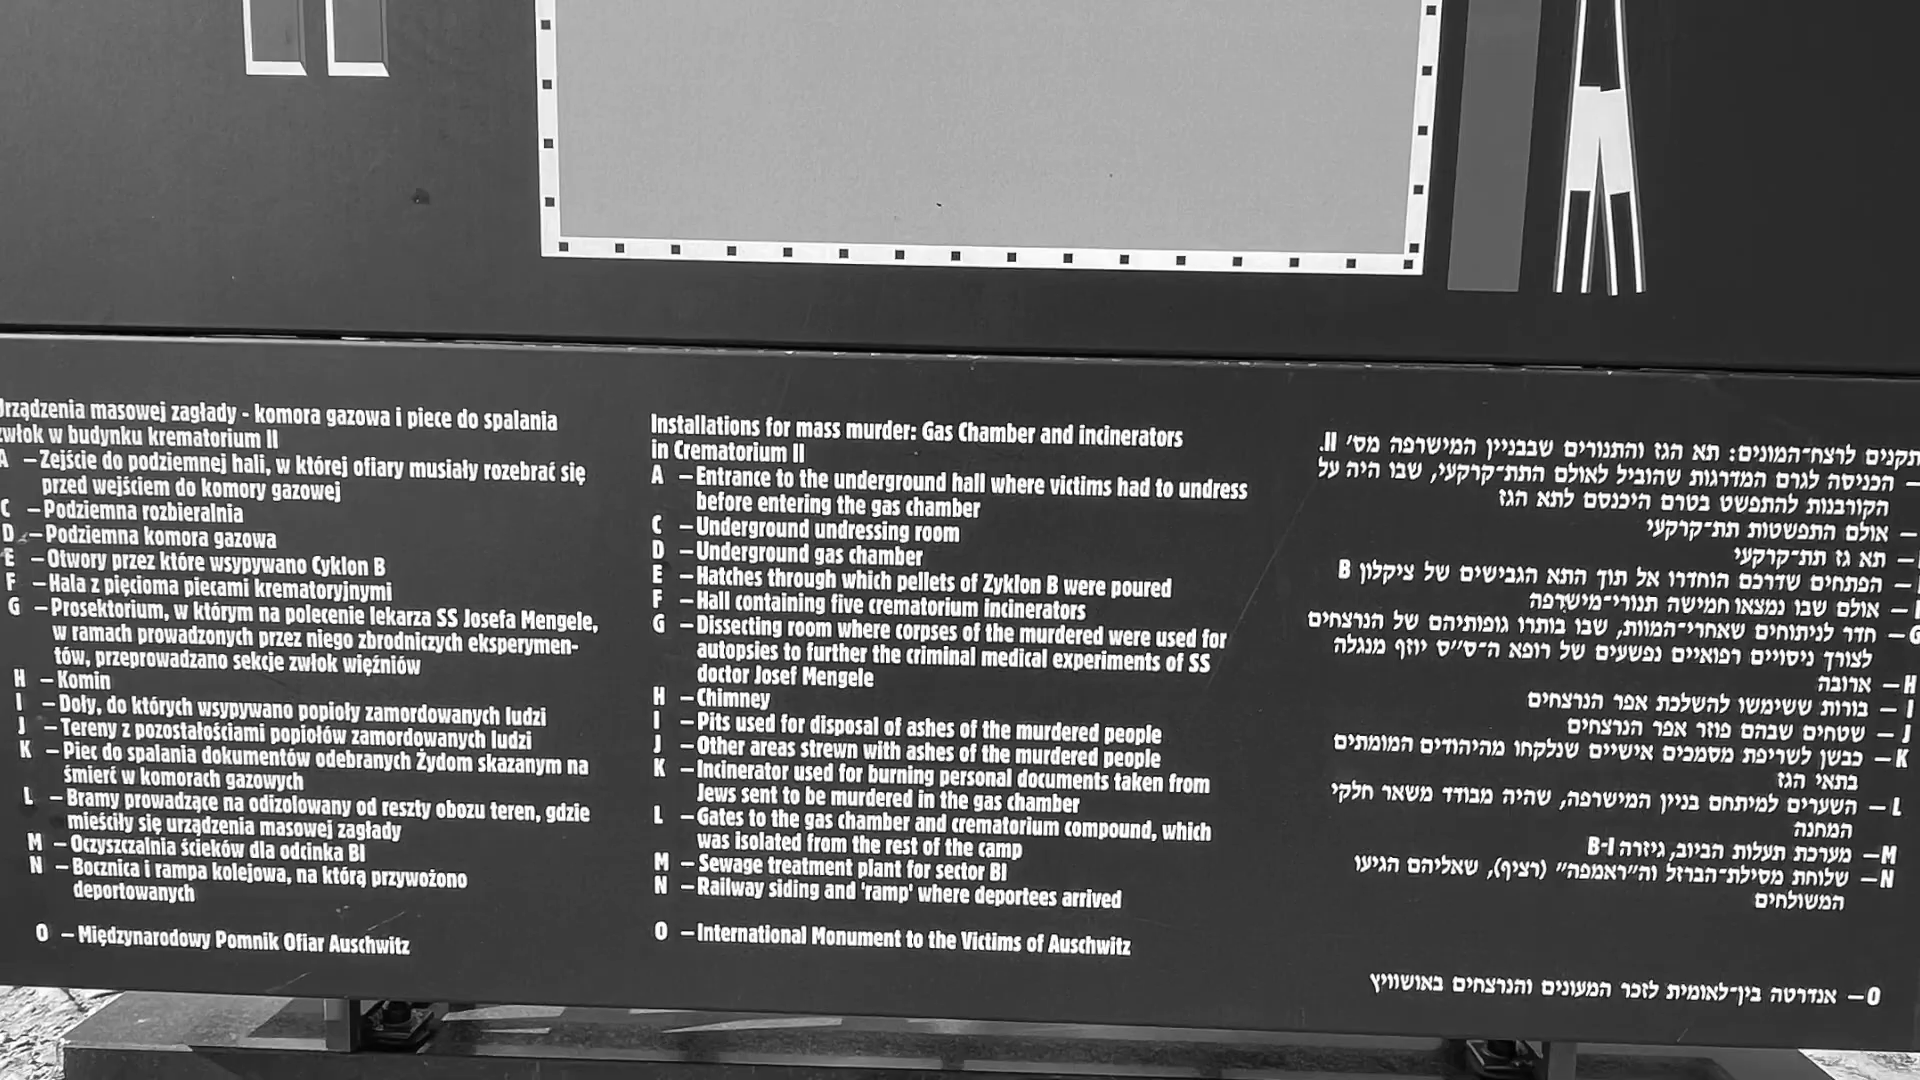 Urządzenia masowej zagłady - komora gazowa i piece do spalania
zwłok w budynku krematorium II
A – Zejście do podziemnej hali, w której ofiary musiały rozebrać się
przed wejściem do komory gazowej
C – Podziemna rozbieralnia
D – Podziemna komora gazowa
E – Otwory przez które wsypywano Cyklon B
F – Hala z pięcioma piecami krematoryjnymi
G – Prosektorium, w którym na polecenie lekarza SS Josefa Mengele,
w ramach prowadzonych przez niego zbrodniczych eksperymen-
tów, przeprowadzano sekcje zwłok więźniów
H – Komin
I – Doły, do których wsypywano popioły zamordowanych ludzi
J – Tereny z pozostałościami popiołów zamordowanych ludzi
K – Piec do spalania dokumentów odebranych Żydom skazanym na
śmierć w komorach gazowych
L – Bramy prowadzące na odizolowany od reszty obozu teren, gdzie
mieściły się urządzenia masowej zagłady
M – Oczyszczalnia ścieków dla odcinka BI
N – Bocznica i rampa kolejowa, na którą przywożono
deportowanych
O – Międzynarodowy Pomnik Ofiar Auschwitz
Installations for mass murder: Gas Chamber and incinerators
in Crematorium II
A – Entrance to the underground hall where victims had to undress
before entering the gas chamber
C – Underground undressing room
D – Underground gas chamber
E – Hatches through which pellets of Zyklon B were poured
F – Hall containing five crematorium incinerators
G – Dissecting room where corpses of the murdered were used for
autopsies to further the criminal medical experiments of SS
doctor Josef Mengele
H – Chimney
I – Pits used for disposal of ashes of the murdered people
J – Other areas strewn with ashes of the murdered people
K – Incinerator used for burning personal documents taken from
Jews sent to be murdered in the gas chamber
L – Gates to the gas chamber and crematorium compound, which
was isolated from the rest of the camp
M – Sewage treatment plant for sector BI
N – Railway siding and 'ramp' where deportees arrived
O – International Monument to the Victims of Auschwitz
מתקנים לרצח־המונים: תא הגז והתנורים שבבניין המישרפה מס׳ II.
– הכניסה לגרם המדרגות שהוביל לאולם התת־קרקעי, שבו היה על
הקורבנות להתפשט בטרם היכנסם לתא הגז
– אולם התפשטות תת־קרקעי
– תא גז תת־קרקעי
– הפתחים שדרכם הוחדרו אל תוך התא הגבישים של ציקלון B
– אולם שבו נמצאו חמישה תנורי־מישרפה
G – חדר לניתוחים שאחרי־המוות, שבו בותרו גופותיהם של הנרצחים
לצורך ניסויים רפואיים נפשעים של רופא ה־ס״ס יוזף מנגלה
H – ארובה
I – בורות ששימשו להשלכת אפר הנרצחים
J – שטחים שבהם פוזר אפר הנרצחים
K – כבשן לשריפת מסמכים אישיים שנלקחו מהיהודים המומתים
בתאי הגז
L – השערים למיתחם בניין המישרפה, שהיה מבודד משאר חלקי
המחנה
M – מערכת תעלות הביוב, גיזרה B-I
N – שלוחת מסילת־הברזל וה״ראמפה״ (רציף), שאליהם הגיעו
המשולחים
O – אנדרטה בין־לאומית לזכר המעונים והנרצחים באושוויץ